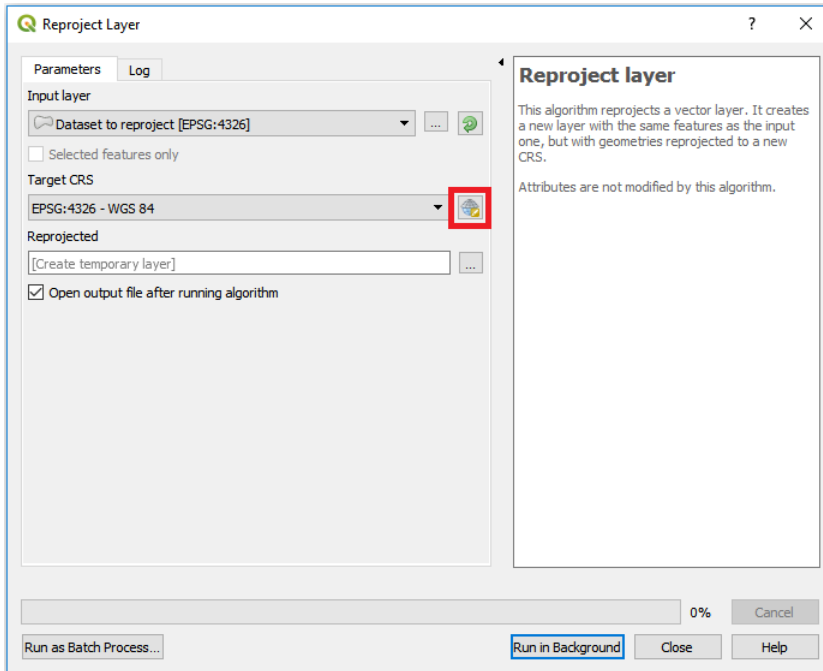 Reproject Layer
?
Parameters
Log
Input layer
Dataset to reproject [EPSG:4326]
...
Selected features only
Target CRS
EPSG:4326 - WGS 84
Reprojected
[Create temporary layer]
...
Open output file after running algorithm
Reproject layer
This algorithm reprojects a vector layer. It creates
a new layer with the same features as the input
one, but with geometries reprojected to a new
CRS.
Attributes are not modified by this algorithm.
0%
Cancel
Run as Batch Process...
Run in Background
Close
Help